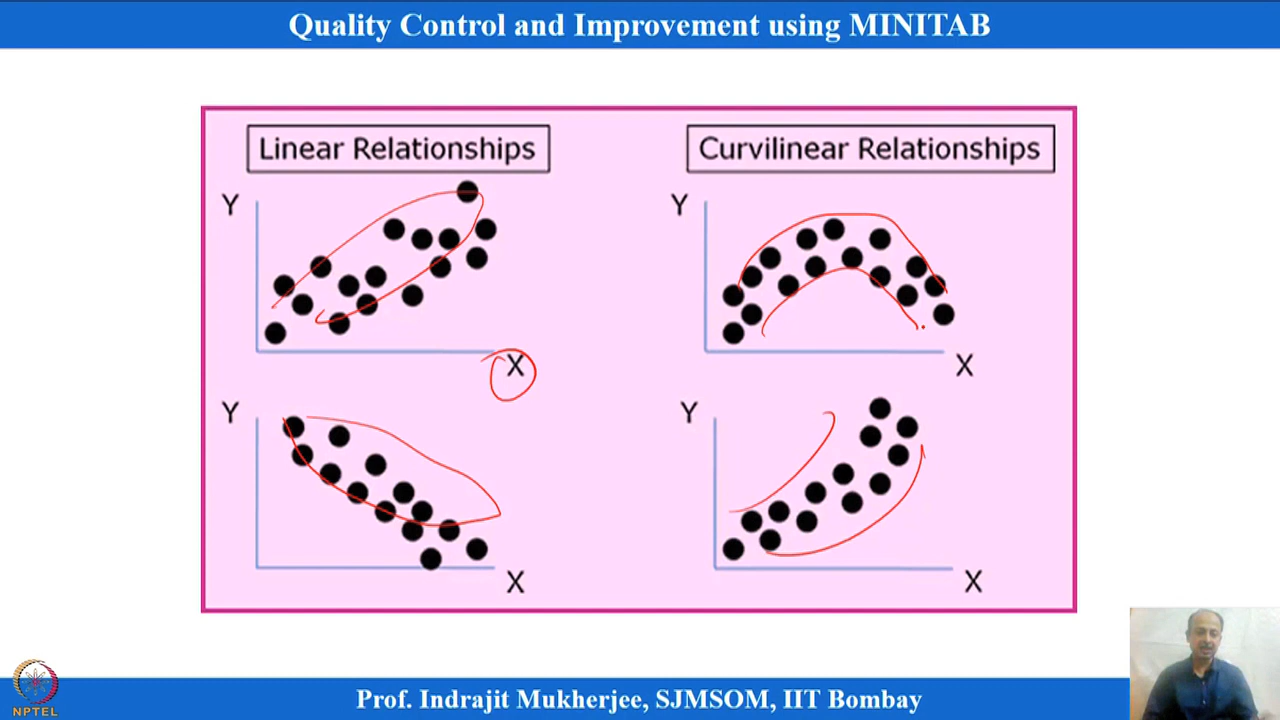 Quality Control and Improvement using MINITAB
Linear Relationships
Curvilinear Relationships
Y
Y
X
X
Y
Y
X
X
NPTEL
Prof. Indrajit Mukherjee, SJMSOM, IIT Bombay